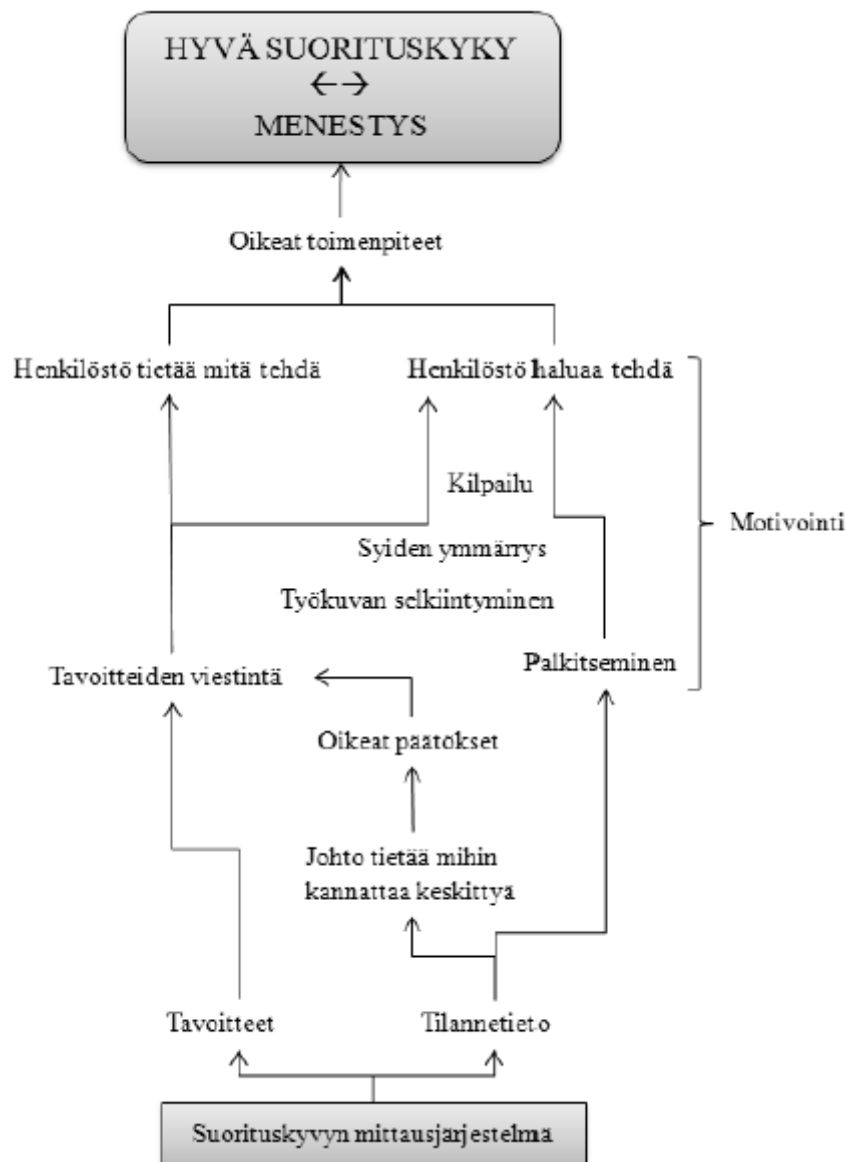 HYVÄ SUORITUSKYKY
←→
MENESTYS
Oikeat toimenpiteet
Henkilöstö tietää mitä tehdä
Henkilöstö haluaa tehdä
Kilpailu
Motivointi
Syiden ymmärrys
Työkuvan selkiintyminen
Tavoitteiden viestintä
Palkitseminen
Oikeat päätökset
Johto tietää mihin
kannattaa keskittyä
Tavoitteet
Tilannetieto
Suorituskyvyn mittausjärjestelmä